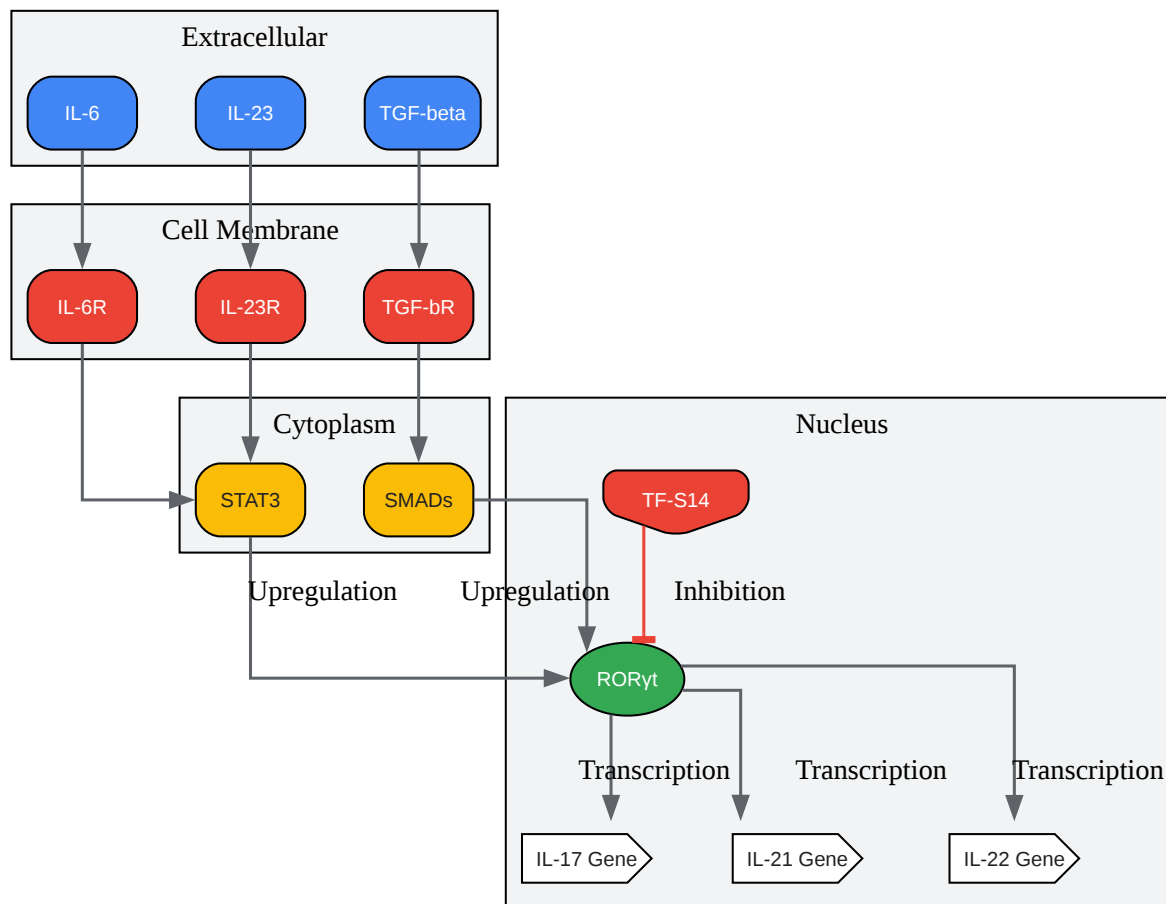 Extracellular
IL-6
IL-23
TGF-beta
Cell Membrane
IL-6R
IL-23R
TGF-bR
Cytoplasm
Nucleus
STAT3
SMADs
TF-S14
Upregulation
Upregulation
Inhibition
RORγt
Transcription
Transcription
Transcription
IL-17 Gene
IL-21 Gene
IL-22 Gene